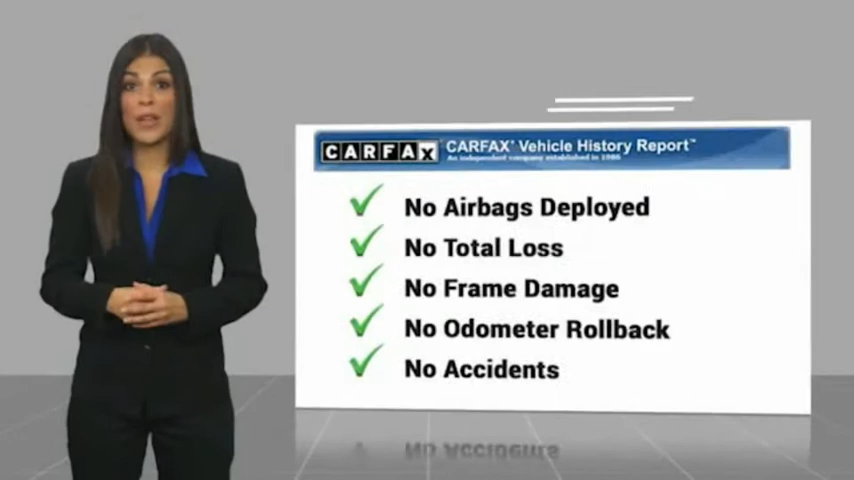 CARFAX CARFAX® Vehicle History Report™
An independent company established in 1986
No Airbags Deployed
No Total Loss
No Frame Damage
No Odometer Rollback
No Accidents